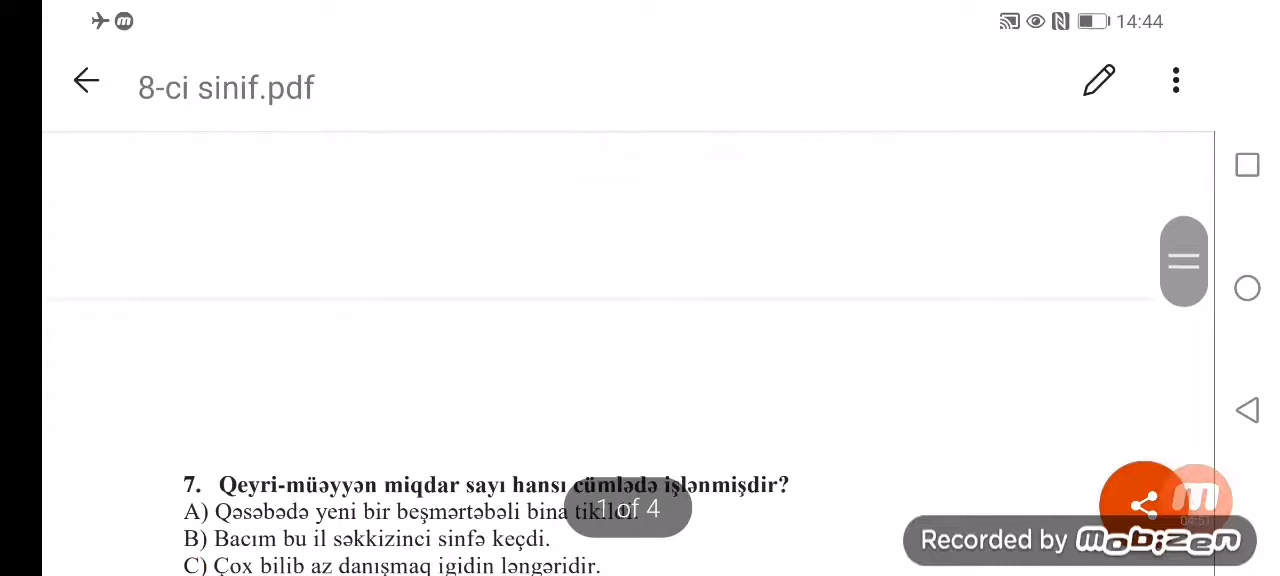 14:44
8-ci sinif.pdf
7. Qeyri-müəyyən miqdar sayı hansı cümlədə işlənmişdir?
A) Qəsəbədə yeni bir beşmərtəbəli bina tikildi.
1 of 4
B) Bacım bu il səkkizinci sinfə keçdi.
C) Çox bilib az danışmaq igidin ləngəridir.
04:51
Recorded by Mobizen